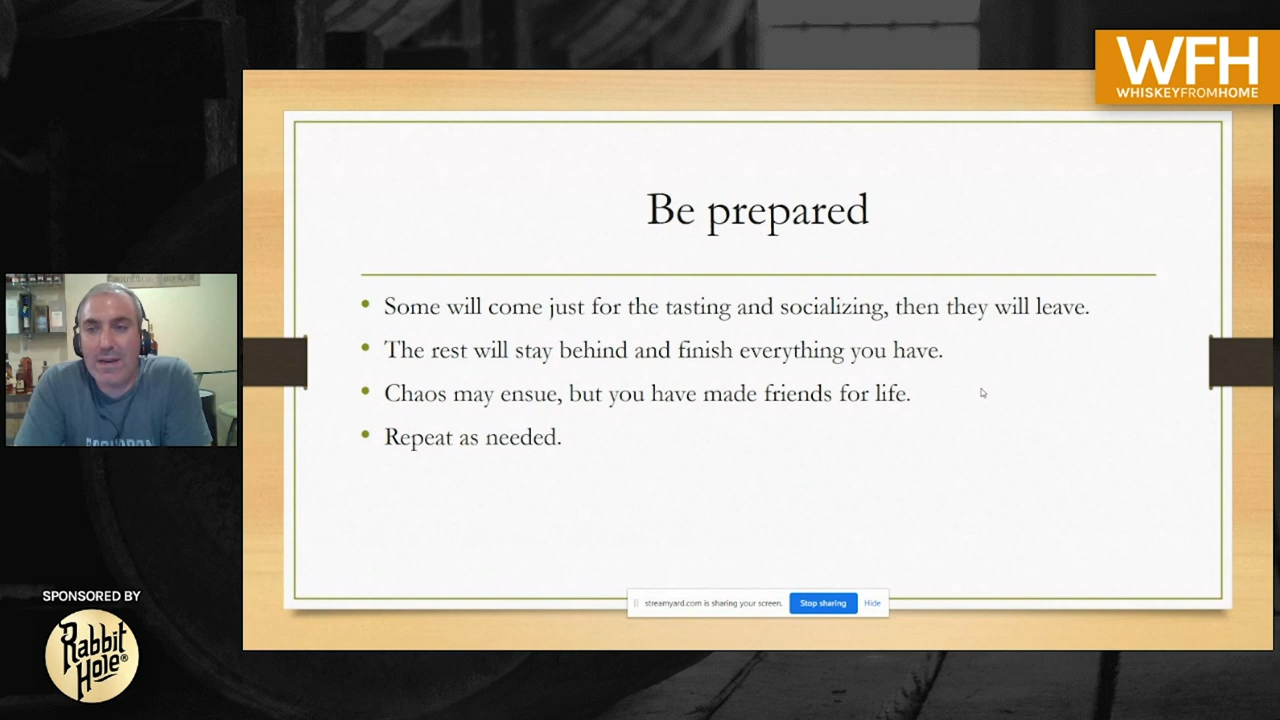 WFH
WHISKEYFROMHOME
Be prepared
• Some will come just for the tasting and socializing, then they will leave.
• The rest will stay behind and finish everything you have.
• Chaos may ensue, but you have made friends for life.
• Repeat as needed.
streamyard.com is sharing your screen. Stop sharing Hide
SPONSORED BY
Rabbit
Hole®